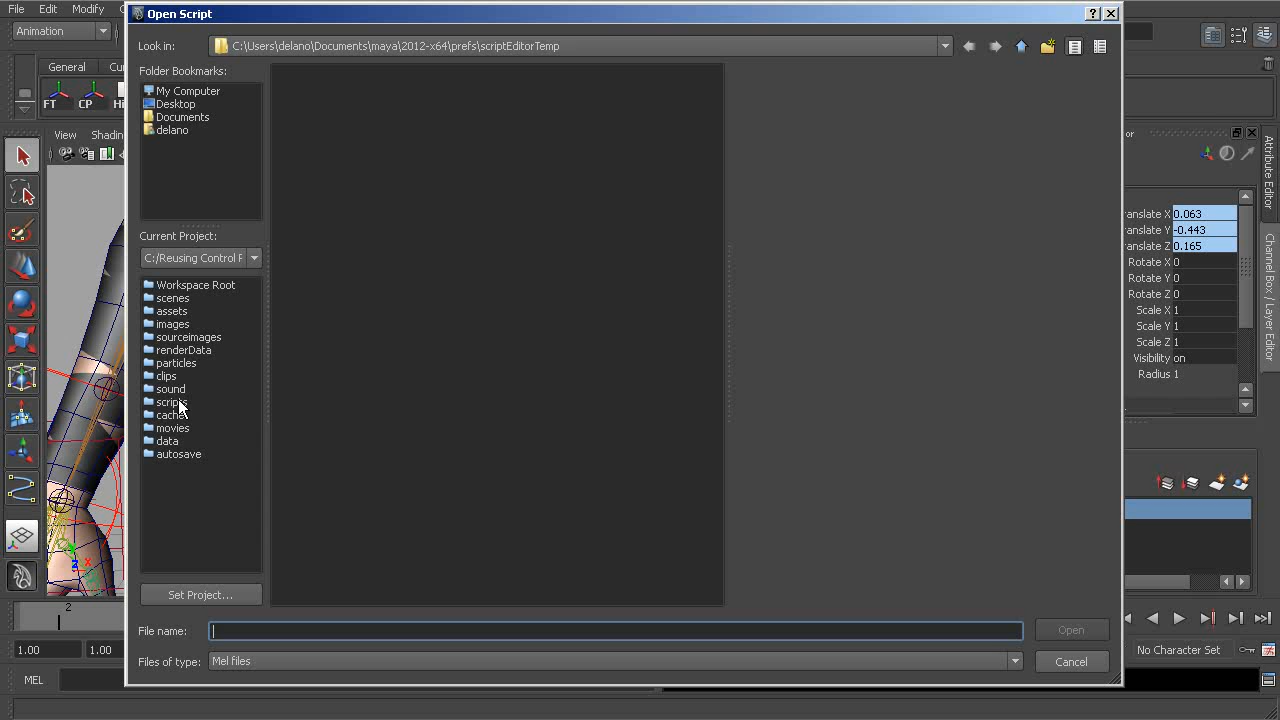 File Edit Modify
Open Script
Animation
Look in:
C:\Users\delano\Documents\maya\2012-x64\prefs\scriptEditorTemp
General
Folder Bookmarks:
My Computer
Desktop
Documents
delano
FT CP
View
Current Project:
C:/Reusing Control
Workspace Root
scenes
assets
images
sourceimages
renderData
particles
clips
sound
movies
data
autosave
Set Project...
File name:
Open
Files of type:
Mel files
Cancel
Attribute Editor
Channel Box / Layer Editor
anslate X 0.063
anslate Y -0.443
anslate Z 0.165
Rotate X 0
Rotate Y 0
Rotate Z 0
Scale X 1
Scale Y 1
Scale Z 1
Visibility on
Radius 1
2
1.00
1.00
No Character Set
MEL